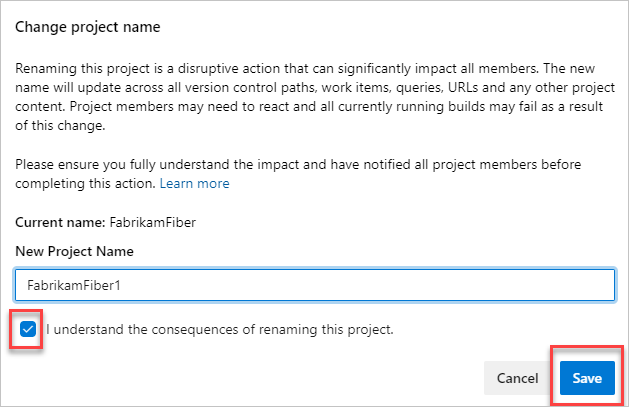 Change project name
Renaming this project is a disruptive action that can significantly impact all members. The new
name will update across all version control paths, work items, queries, URLs and any other project
content. Project members may need to react and all currently running builds may fail as a result
of this change.
Please ensure you fully understand the impact and have notified all project members before
completing this action. Learn more
Current name: FabrikamFiber
New Project Name
FabrikamFiber1
I understand the consequences of renaming this project.
Cancel Save